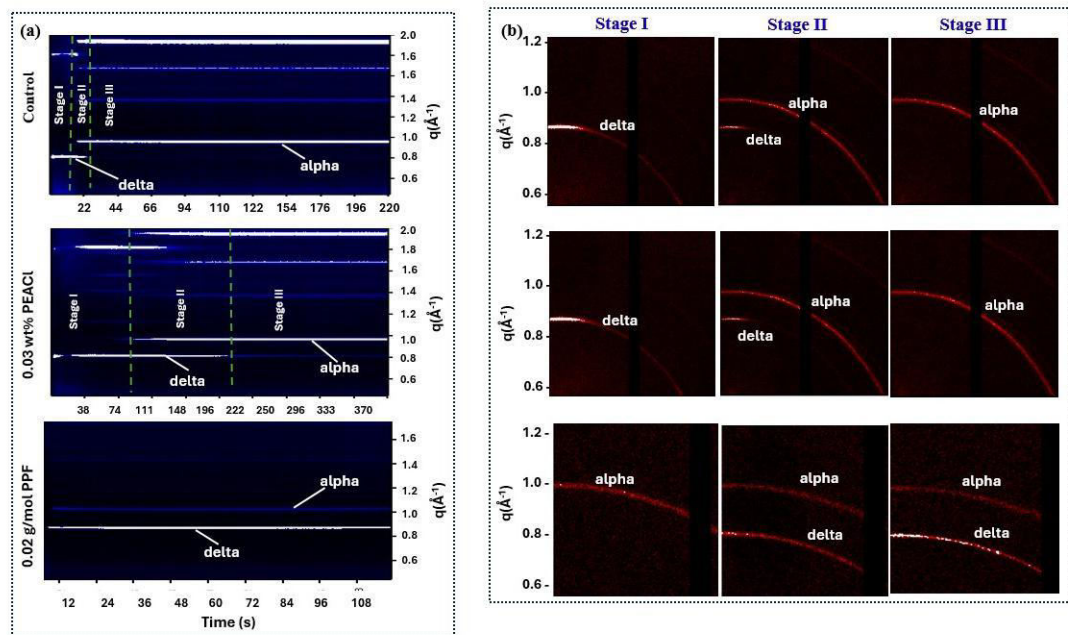 (a)
Control
Stage I
Stage II
Stage III
alpha
delta
2.0
1.6
1.4
1.0
0.8
0.6
q(Å⁻¹)
22 44 66 94 110 122 154 176 196 220
0.03 wt% PEACl
Stage I
Stage II
Stage III
alpha
delta
2.0
1.8
1.6
1.4
1.2
1.0
0.8
0.6
q(Å⁻¹)
38 74 111 148 196 222 250 296 333 370
0.02 g/mol PPF
alpha
delta
1.6
1.4
1.2
1.0
0.8
0.6
q(Å⁻¹)
12 24 36 48 60 72 84 96 108
Time (s)
(b)
Stage I Stage II Stage III
1.2
1.0
0.8
0.6
q(Å⁻¹)
delta
alpha
delta
alpha
1.2
1.0
0.8
0.6
q(Å⁻¹)
delta
alpha
delta
alpha
1.2
1.0
0.8
0.6
q(Å⁻¹)
alpha
alpha
delta
alpha
delta